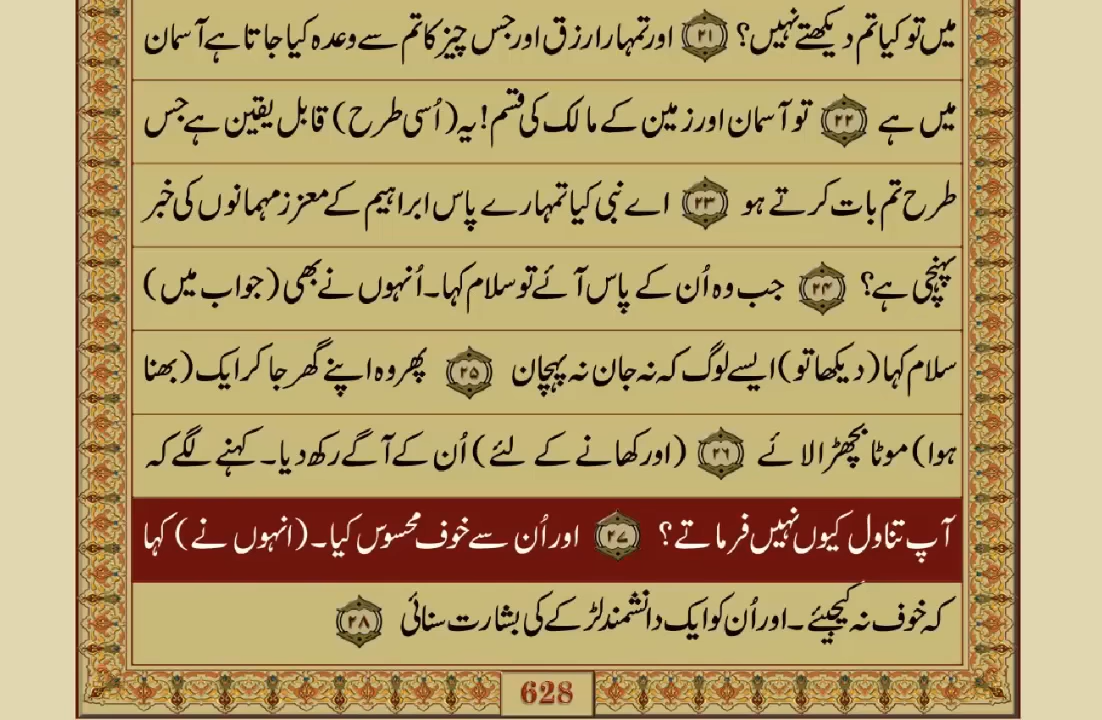 میں تو کیا تم دیکھتے نہیں؟ ۲۱ اور تمہارا رزق اور جس چیز کا تم سے وعدہ کیا جاتا ہے آسمان
میں ہے ۲۲ تو آسمان اور زمین کے مالک کی قسم! یہ (اُسی طرح) قابل یقین ہے جس
طرح تم بات کرتے ہو ۲۳ اے نبی کیا تمہارے پاس ابراہیم کے معزز مہمانوں کی خبر
پہنچی ہے؟ ۲۴ جب وہ اُن کے پاس آئے تو سلام کہا۔ اُنہوں نے بھی (جواب میں)
سلام کہا (دیکھا تو) ایسے لوگ کہ نہ جان نہ پہچان ۲۵ پھر وہ اپنے گھر جا کر ایک (بھنا
ہوا) موٹا بچھڑا لائے ۲۶ (اور کھانے کے لئے) اُن کے آگے رکھ دیا۔ کہنے لگے کہ
آپ تناول کیوں نہیں فرماتے؟ ۲۷ اور اُن سے خوف محسوس کیا۔ (انہوں نے) کہا
کہ خوف نہ کیجیئے۔ اور اُن کو ایک دانشمند لڑکے کی بشارت سنائی ۲۸
628